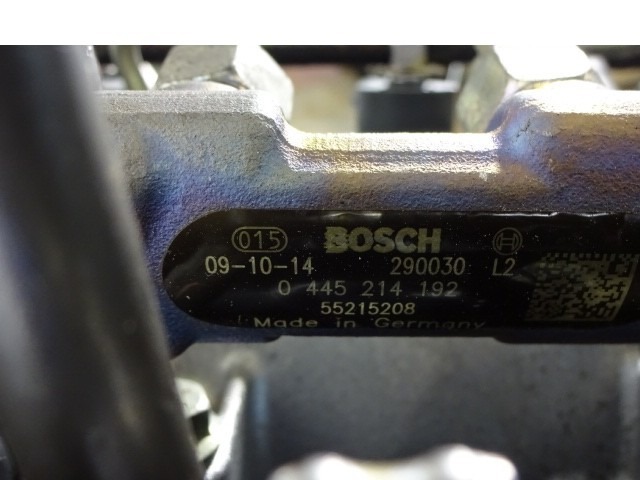 015 BOSCH
09-10-14 290030 L2
0 445 214 192
55215208
Made in Germany